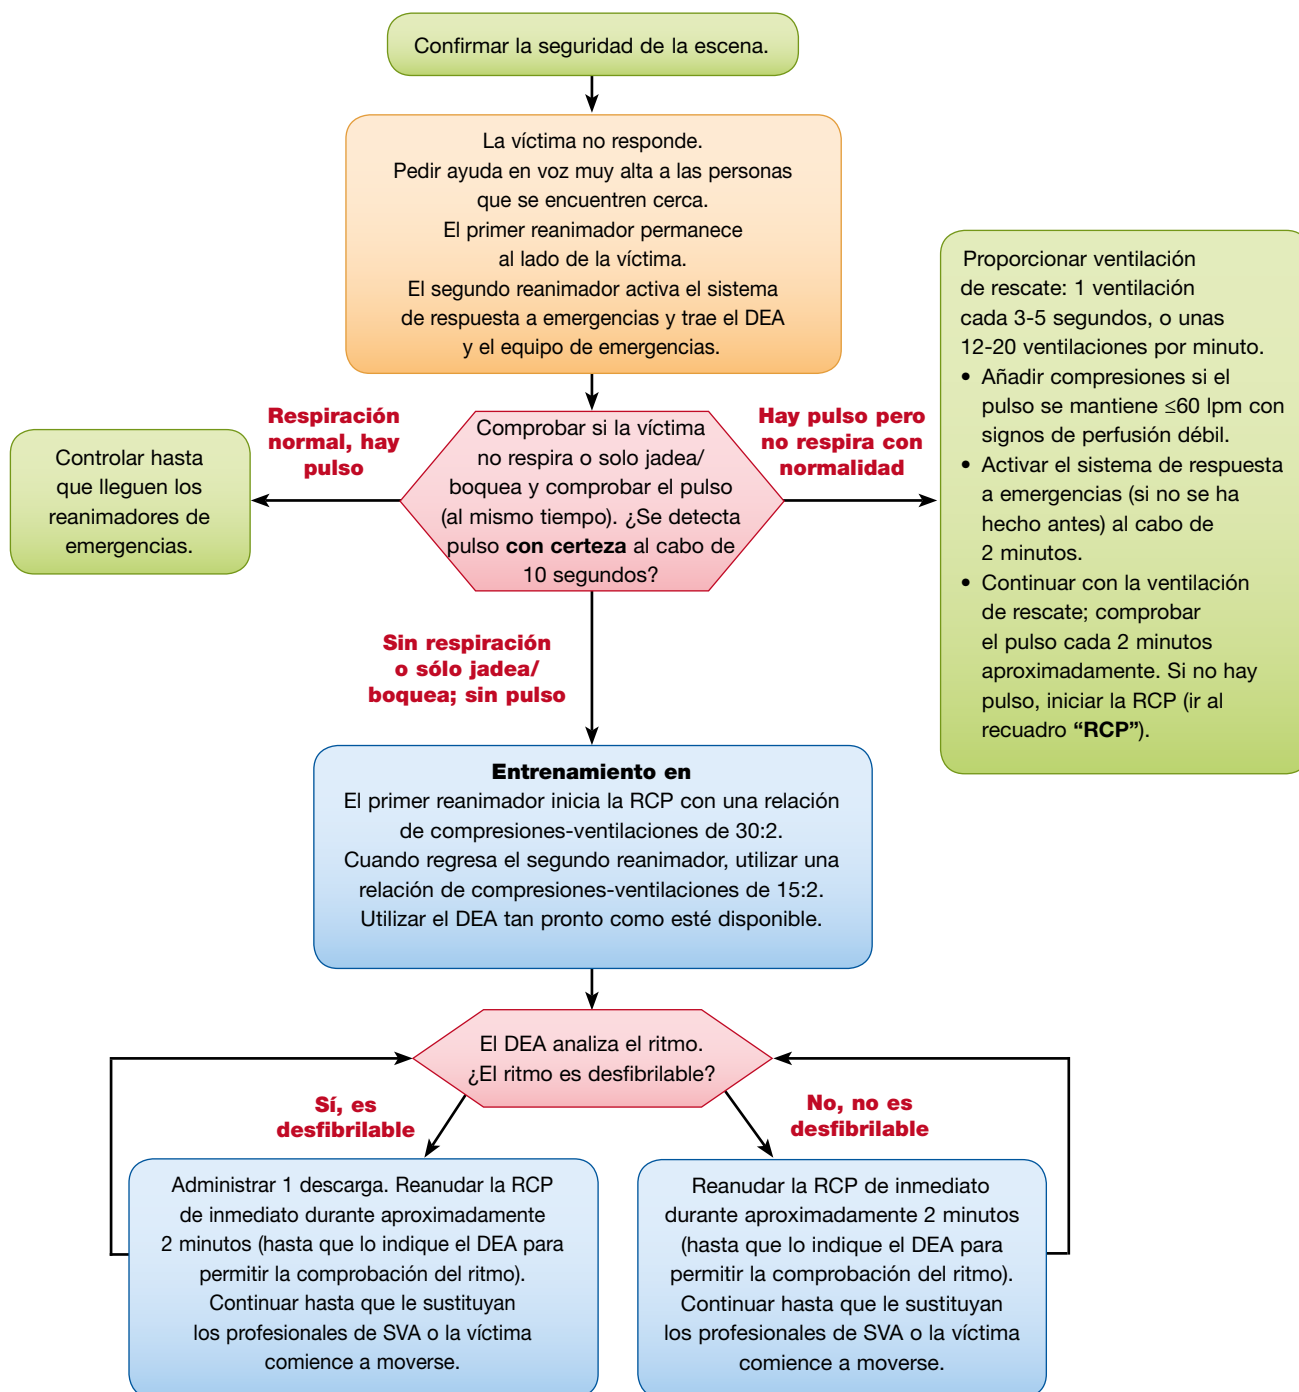 Confirmar la seguridad de la escena.
La víctima no responde.
Pedir ayuda en voz muy alta a las personas
que se encuentren cerca.
El primer reanimador permanece
al lado de la víctima.
El segundo reanimador activa el sistema
de respuesta a emergencias y trae el DEA
y el equipo de emergencias.
Respiración
normal, hay
pulso
Controlar hasta
que lleguen los
reanimadores de
emergencias.
Comprobar si la víctima
no respira o solo jadea/
boquea y comprobar el pulso
(al mismo tiempo). ¿Se detecta
pulso con certeza al cabo de
10 segundos?
Hay pulso pero
no respira con
normalidad
Proporcionar ventilación
de rescate: 1 ventilación
cada 3-5 segundos, o unas
12-20 ventilaciones por minuto.
• Añadir compresiones si el
pulso se mantiene ≤60 lpm con
signos de perfusión débil.
• Activar el sistema de respuesta
a emergencias (si no se ha
hecho antes) al cabo de
2 minutos.
• Continuar con la ventilación
de rescate; comprobar
el pulso cada 2 minutos
aproximadamente. Si no hay
pulso, iniciar la RCP (ir al
recuadro “RCP”).
Sin respiración
o sólo jadea/
boquea; sin pulso
Entrenamiento en
El primer reanimador inicia la RCP con una relación
de compresiones-ventilaciones de 30:2.
Cuando regresa el segundo reanimador, utilizar una
relación de compresiones-ventilaciones de 15:2.
Utilizar el DEA tan pronto como esté disponible.
El DEA analiza el ritmo.
¿El ritmo es desfibrilable?
Sí, es
desfibrilable
No, no es
desfibrilable
Administrar 1 descarga. Reanudar la RCP
de inmediato durante aproximadamente
2 minutos (hasta que lo indique el DEA para
permitir la comprobación del ritmo).
Continuar hasta que le sustituyan
los profesionales de SVA o la víctima
comience a moverse.
Reanudar la RCP de inmediato
durante aproximadamente 2 minutos
(hasta que lo indique el DEA para
permitir la comprobación del ritmo).
Continuar hasta que le sustituyan
los profesionales de SVA o la víctima
comience a moverse.